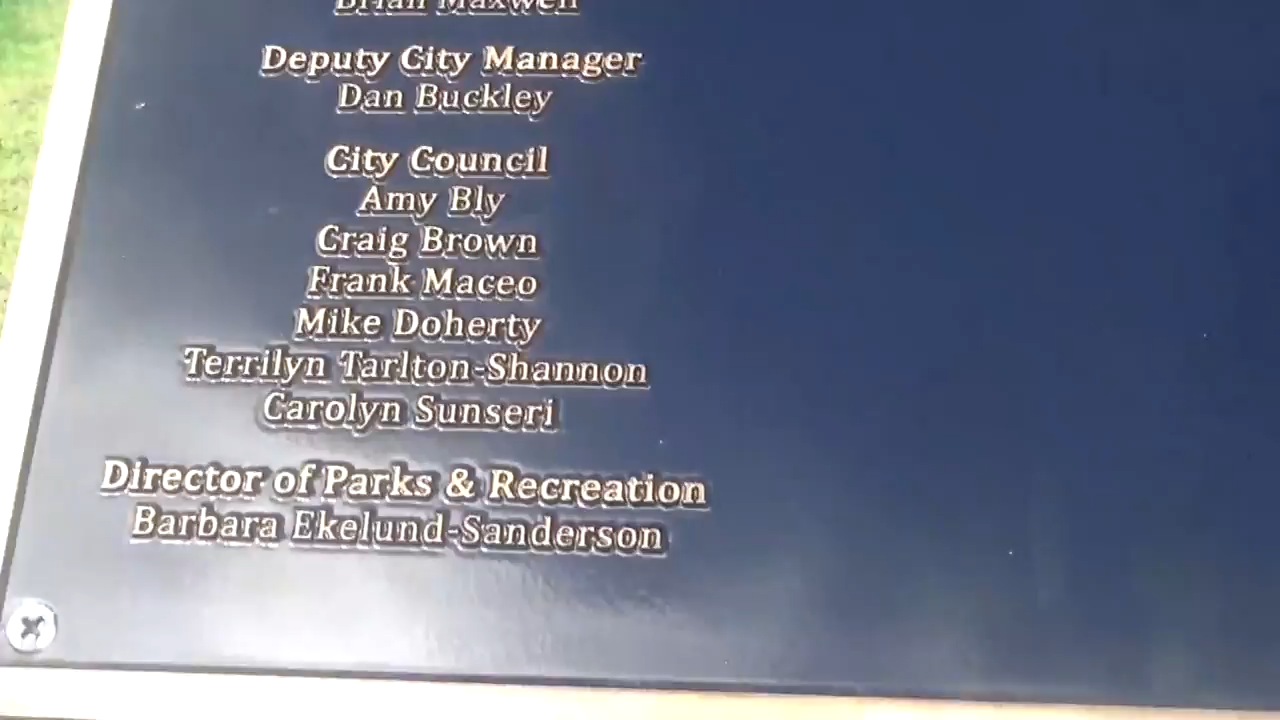 Brian Maxwell
Deputy City Manager
Dan Buckley
City Council
Amy Bly
Craig Brown
Frank Maceo
Mike Doherty
Terrilyn Tarlton-Shannon
Carolyn Sunseri
Director of Parks & Recreation
Barbara Ekelund-Sanderson